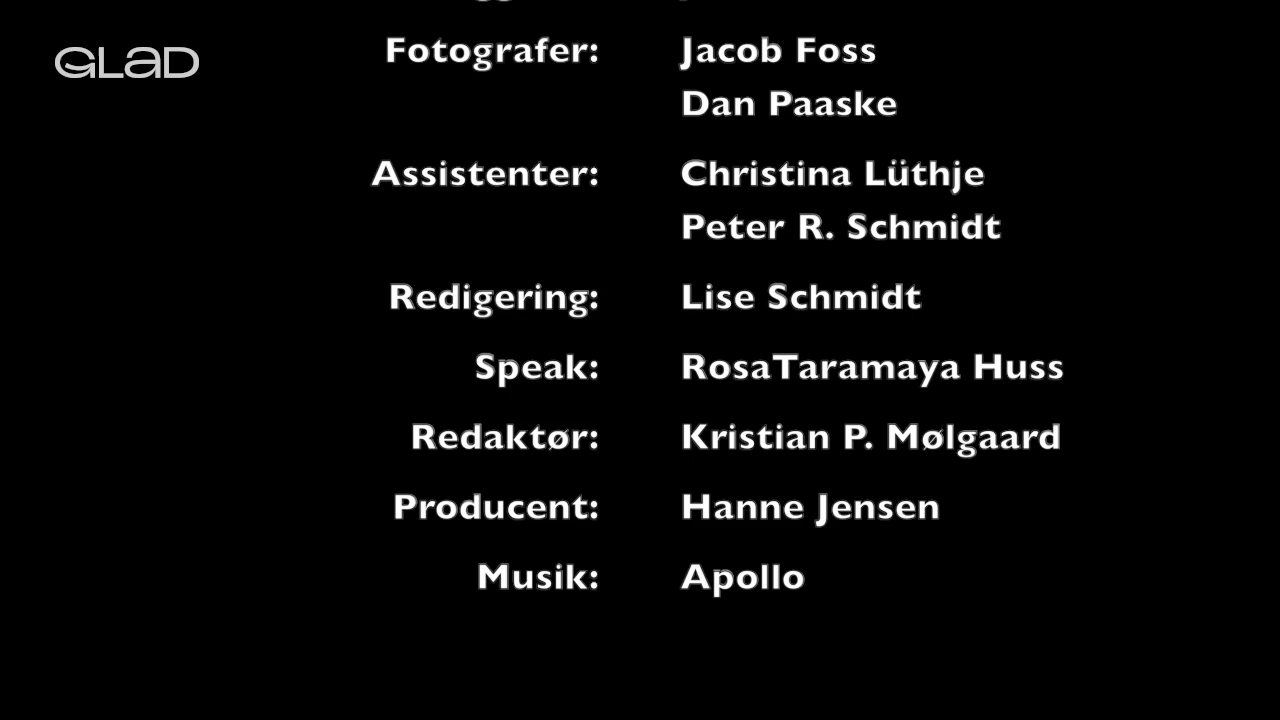 GLAD
Fotografer: Jacob Foss
Dan Paaske
Assistenter: Christina Lüthje
Peter R. Schmidt
Redigering: Lise Schmidt
Speak: RosaTaramaya Huss
Redaktør: Kristian P. Mølgaard
Producent: Hanne Jensen
Musik: Apollo